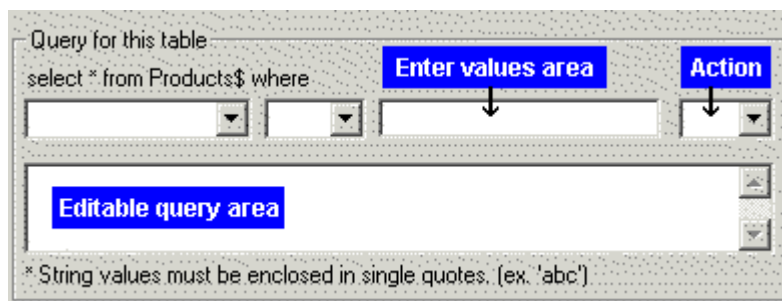 Query for this table
select * from Products$ where
Enter values area
Action
Editable query area
* String values must be enclosed in single quotes. (ex. 'abc')